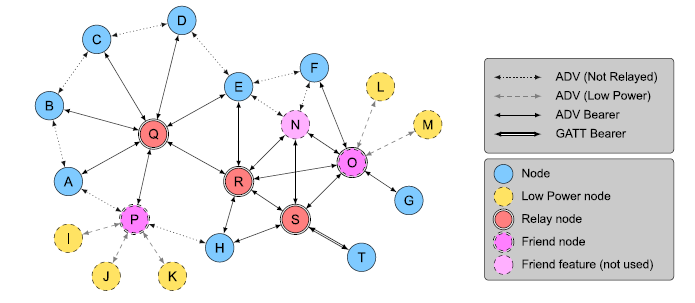 D
C
F
E
L
B
N
M
Q
O
A
R
G
P
S
I
H
T
J
K
ADV (Not Relayed)
ADV (Low Power)
ADV Bearer
GATT Bearer
Node
Low Power node
Relay node
Friend node
Friend feature (not used)